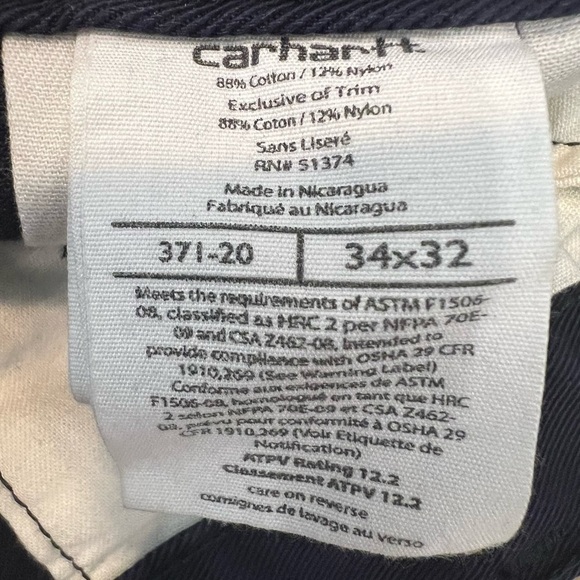 carhartt
88% Cotton / 12% Nylon
Exclusive of Trim
88% Coton / 12% Nylon
Sans Liseré
RN# 51374
Made in Nicaragua
Fabriqué au Nicaragua
371-20
34x32
Meets the requirements of ASTM F1506-
08, classified as HRC 2 per NFPA 70E-
09 and CSA Z462-08. Intended to
provide compliance with OSHA 29 CFR
1910.269 (See Warning Label)
Conforme aux exigences de ASTM
F1506-08, homologué en tant que HRC
2 selon NFPA 70E-09 et CSA Z462-
08, prévu pour conformité à OSHA 29
CFR 1910.269 (Voir Etiquette de
Notification)
ATPV Rating 12.2
Classement ATPV 12.2
care on reverse
consignes de lavage au verso